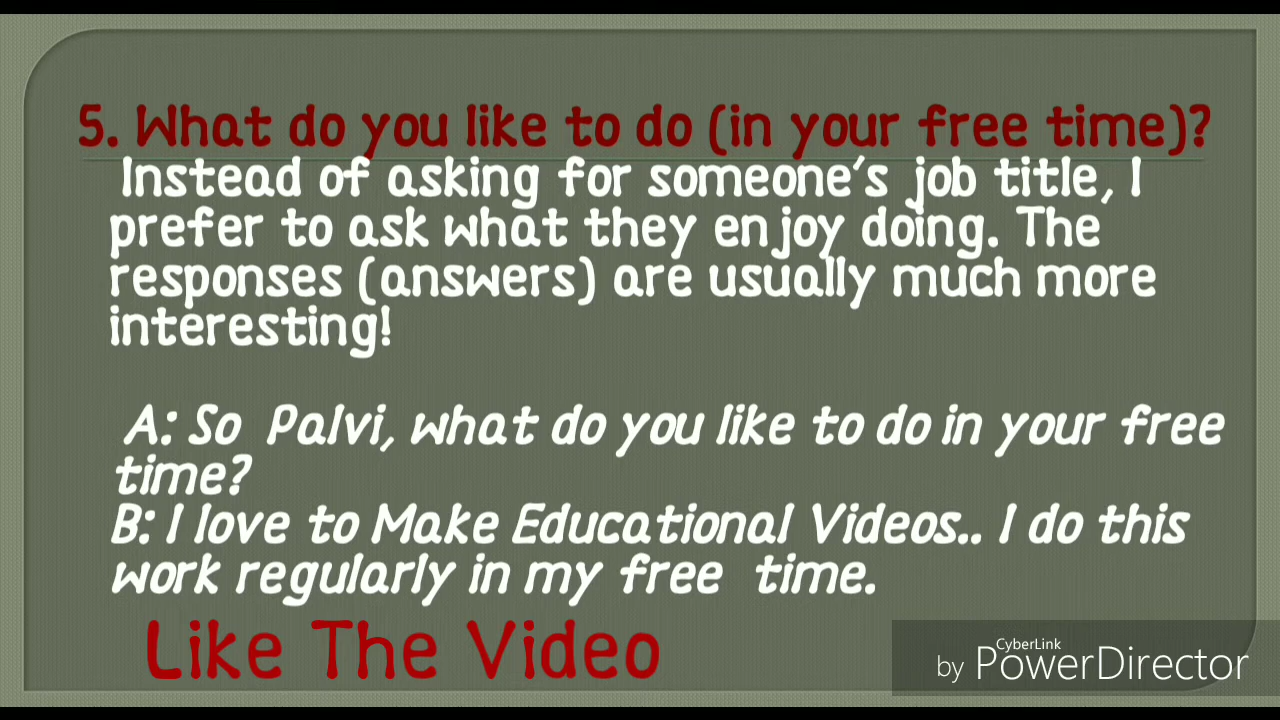 5. What do you like to do (in your free time)?
Instead of asking for someone's job title, I
prefer to ask what they enjoy doing. The
responses (answers) are usually much more
interesting!
A: So Palvi, what do you like to do in your free
time?
B: I love to Make Educational Videos.. I do this
work regularly in my free time.
Like The Video
CyberLink
by PowerDirector